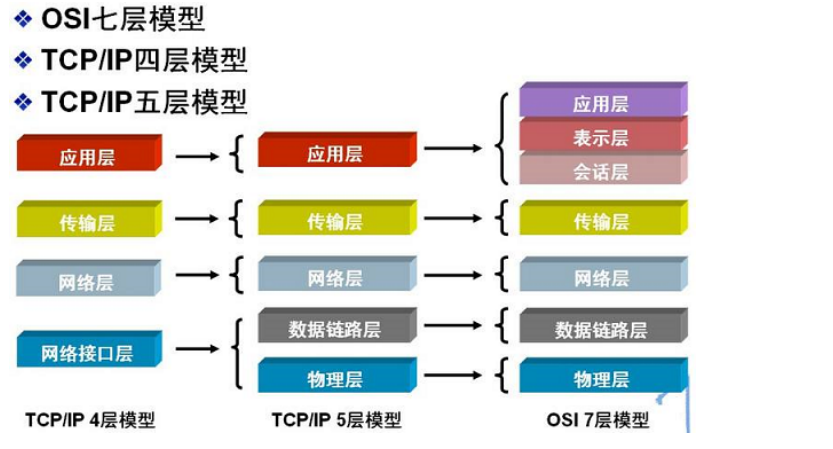 OSI七层模型
TCP/IP四层模型
TCP/IP五层模型
应用层
传输层
网络层
网络接口层
TCP/IP 4层模型
应用层
传输层
网络层
数据链路层
物理层
TCP/IP 5层模型
应用层
表示层
会话层
传输层
网络层
数据链路层
物理层
OSI 7层模型